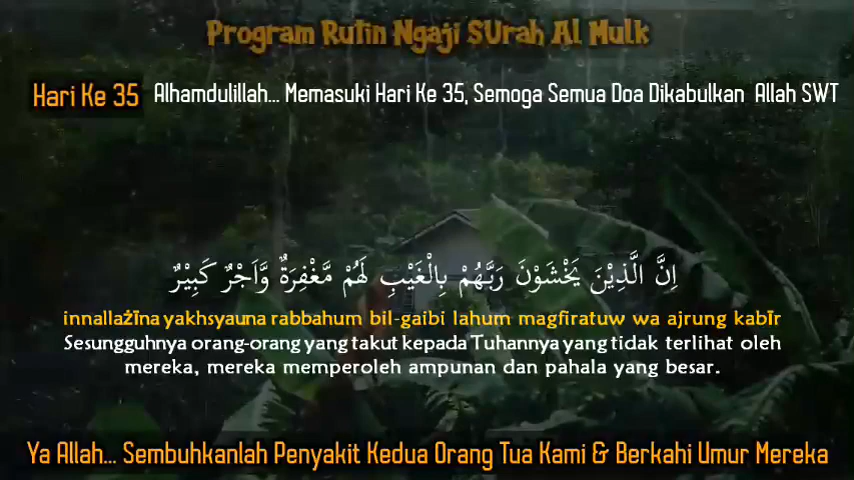 Program Rutin Ngaji SUrah Al Mulk
Hari Ke 35 Alhamdulillah... Memasuki Hari Ke 35, Semoga Semua Doa Dikabulkan Allah SWT
اِنَّ الَّذِيْنَ يَخْشَوْنَ رَبَّهُمْ بِالْغَيْبِ لَهُمْ مَّغْفِرَةٌ وَّاَجْرٌ كَبِيْرٌ
innallażīna yakhsyauna rabbahum bil-gaibi lahum magfiratuw wa ajrung kabīr
Sesungguhnya orang-orang yang takut kepada Tuhannya yang tidak terlihat oleh
mereka, mereka memperoleh ampunan dan pahala yang besar.
Ya Allah... Sembuhkanlah Penyakit Kedua Orang Tua Kami & Berkahi Umur Mereka